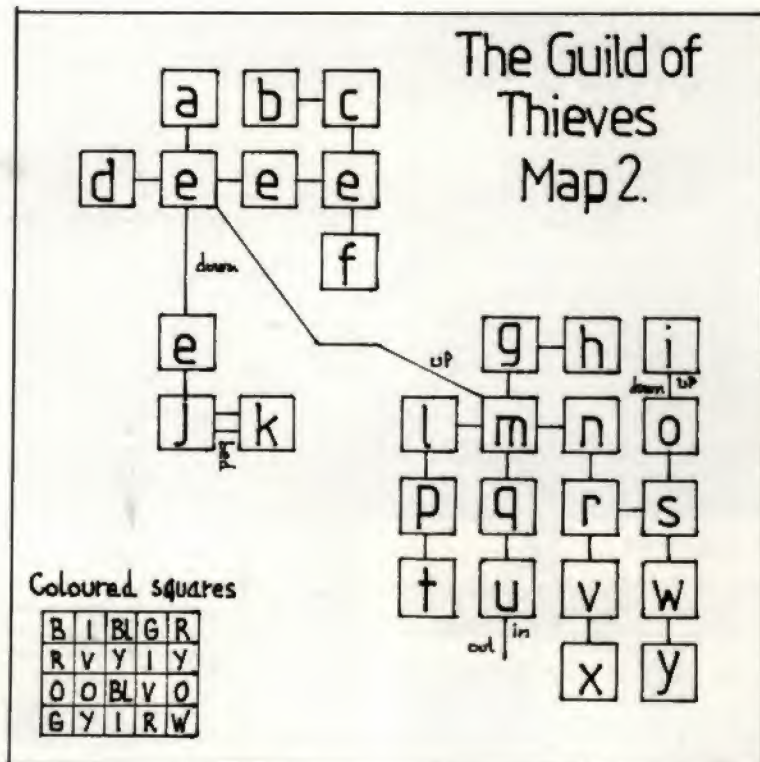 The Guild of
Thieves
Map 2.
a b c
d e e e
down
f
e
up
g h i
down up
j k
l m n o
p q r s
t u v w
out in
x y
Coloured squares
B I BL G R
R V Y I Y
O O BL V O
G Y I R W